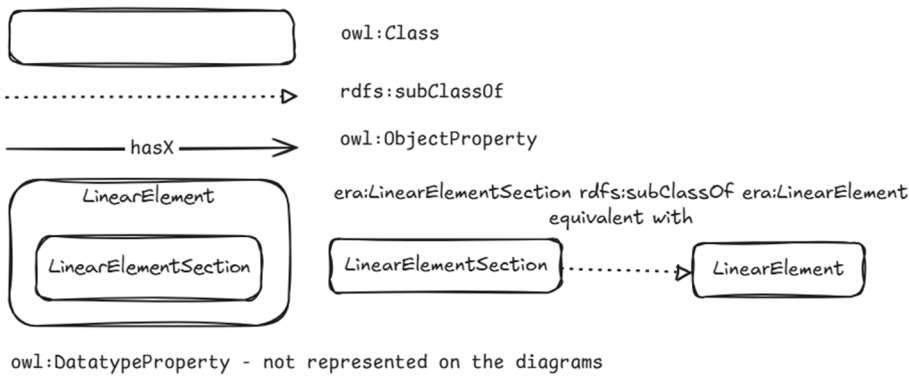 owl:Class
rdfs:subClassOf
hasX
owl:ObjectProperty
LinearElement
LinearElementSection
era:LinearElementSection rdfs:subClassOf era:LinearElement
equivalent with
LinearElementSection
LinearElement
owl:DatatypeProperty - not represented on the diagrams